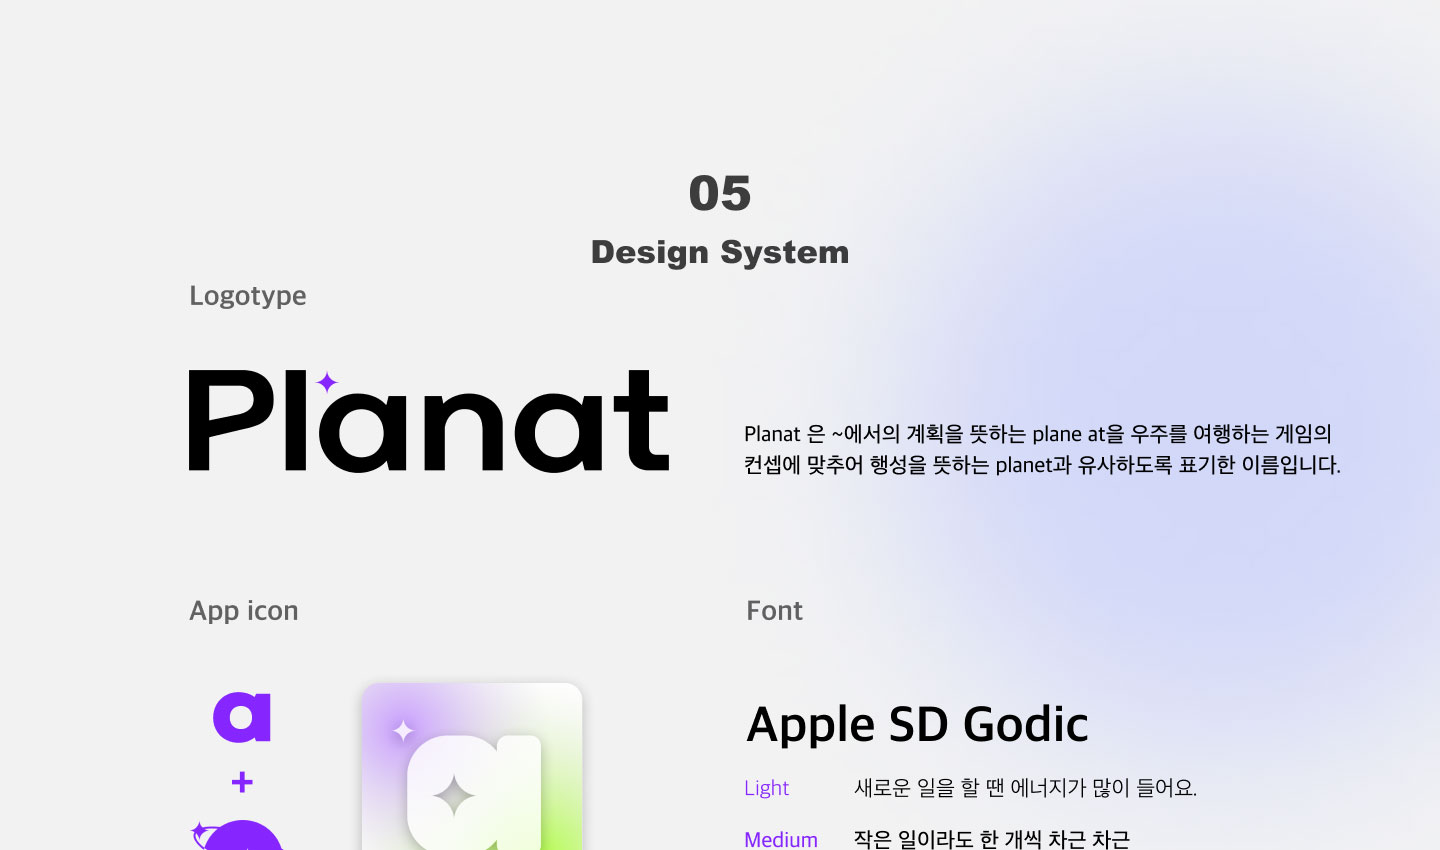 05
Design System
Logotype
Planat
Planat 은 ~에서의 계획을 뜻하는 plane at을 우주를 여행하는 게임의
컨셉에 맞추어 행성을 뜻하는 planet과 유사하도록 표기한 이름입니다.
App icon
a
+
a
Font
Apple SD Godic
Light 새로운 일을 할 땐 에너지가 많이 들어요.
Medium 작은 일이라도 한 개씩 차근 차근